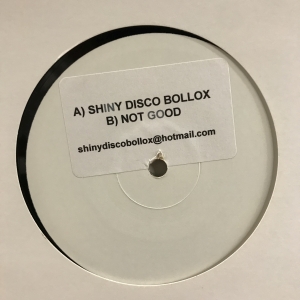 A) SHINY DISCO BOLLOX
B) NOT GOOD
shinydiscobollox@hotmail.com